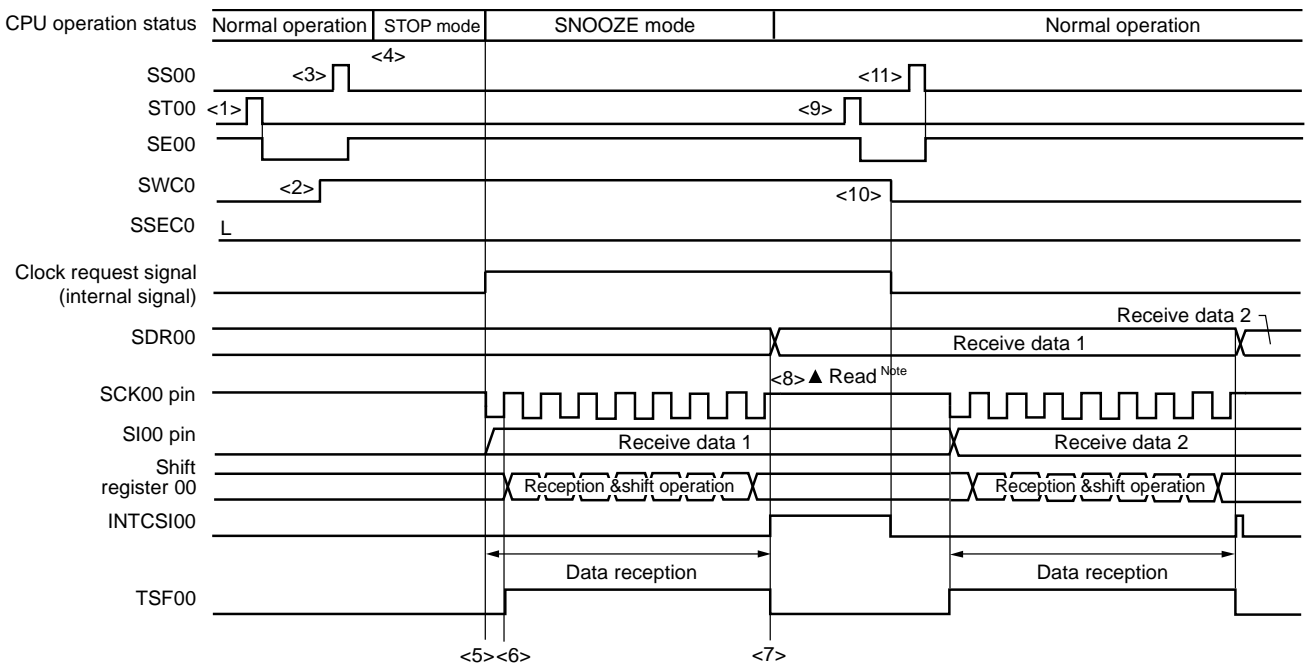 CPU operation status Normal operation STOP mode SNOOZE mode Normal operation
<4>
SS00 <3> <11>
ST00 <1> <9>
SE00
SWC0 <2> <10>
SSEC0 L
Clock request signal
(internal signal)
Receive data 2
SDR00 Receive data 1
<8> ▲ Read Note
SCK00 pin
SI00 pin Receive data 1 Receive data 2
Shift
register 00 Reception &shift operation Reception &shift operation
INTCSI00
Data reception Data reception
TSF00
<5> <6> <7>